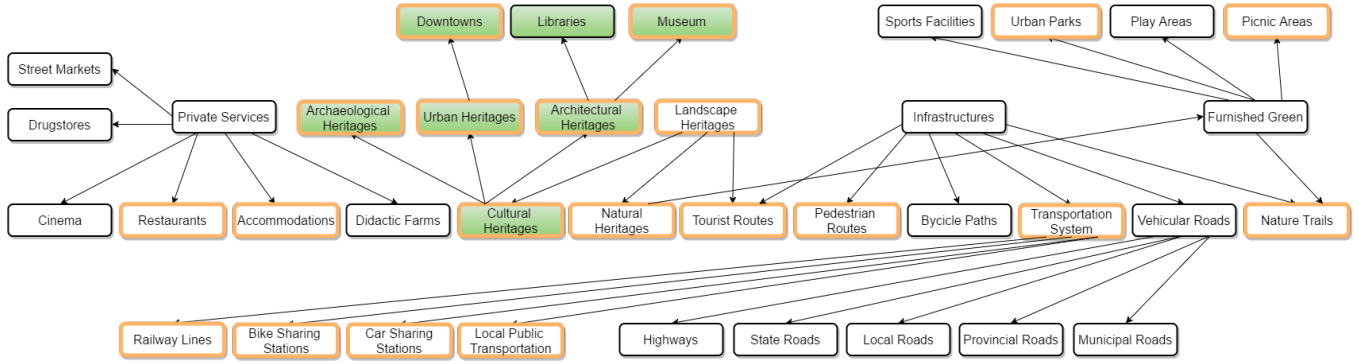 Downtowns
Libraries
Museum
Sports Facilities
Urban Parks
Play Areas
Picnic Areas
Street Markets
Drugstores
Private Services
Archaeological
Heritages
Urban Heritages
Architectural
Heritages
Landscape
Heritages
Infrastructures
Furnished Green
Cinema
Restaurants
Accommodations
Didactic Farms
Cultural
Heritages
Natural
Heritages
Tourist Routes
Pedestrian
Routes
Bycicle Paths
Transportation
System
Vehicular Roads
Nature Trails
Railway Lines
Bike Sharing
Stations
Car Sharing
Stations
Local Public
Transportation
Highways
State Roads
Local Roads
Provincial Roads
Municipal Roads